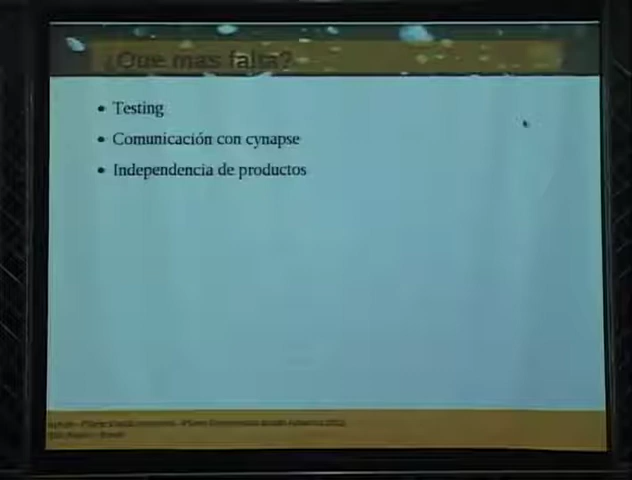 ¿Que mas falta?
• Testing
• Comunicación con cynapse
• Independencia de productos